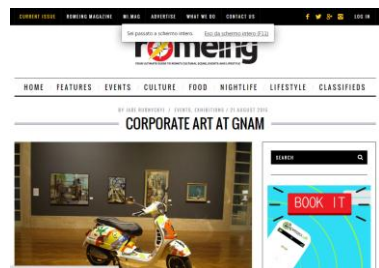 CURRENT ISSUE ROMEING MAGAZINE MI.MAG ADVERTISE WHAT WE DO CONTACT US LOG IN
Sei passato a schermo intero. Esci da schermo intero (F11)
romeing
HOME FEATURES EVENTS CULTURE FOOD NIGHTLIFE LIFESTYLE CLASSIFIEDS
EVENTS, EXHIBITIONS / 21 AUGUST 2015
CORPORATE ART AT GNAM
SEARCH
BOOK IT